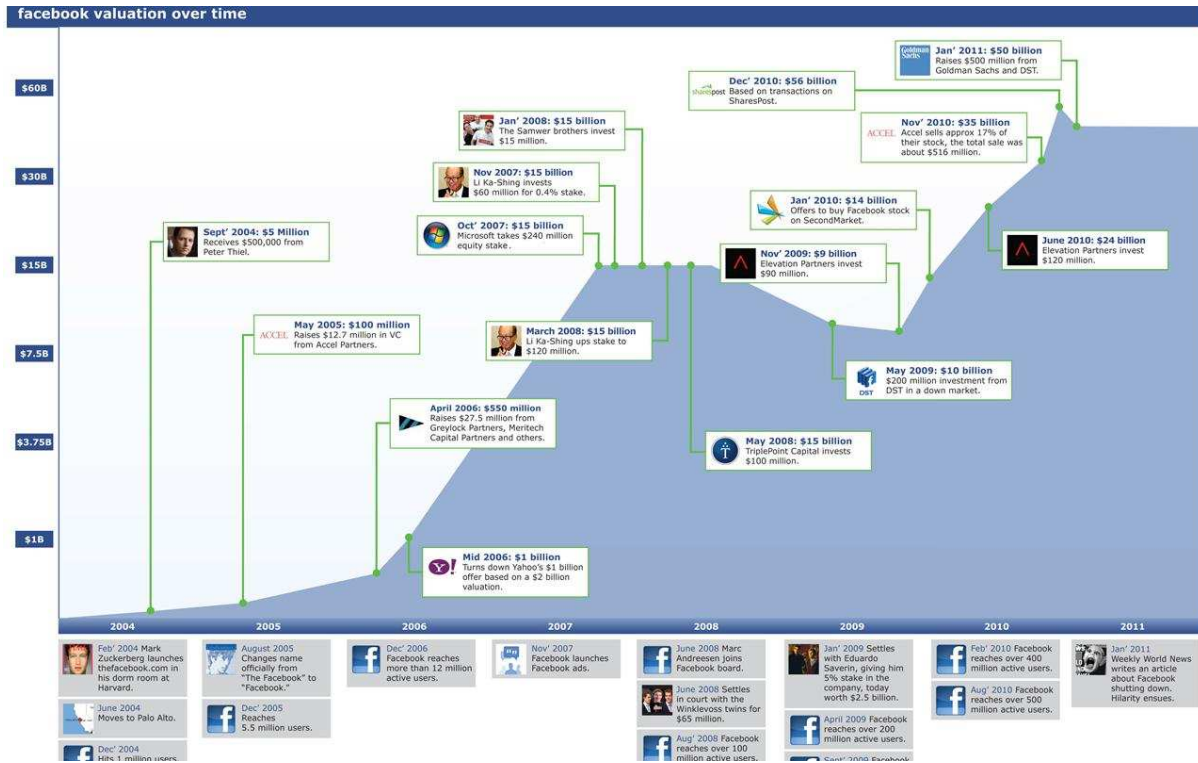 facebook valuation over time
$60B
$30B
$15B
$7.5B
$3.75B
$1B
Sept' 2004: $5 Million
Receives $500,000 from
Peter Thiel.
ACCEL
May 2005: $100 million
Raises $12.7 million in VC
from Accel Partners.
April 2006: $550 million
Raises $27.5 million from
Greylock Partners, Meritech
Capital Partners and others.
Y!
Mid 2006: $1 billion
Turns down Yahoo's $1 billion
offer based on a $2 billion
valuation.
Oct' 2007: $15 billion
Microsoft takes $240 million
equity stake.
Nov 2007: $15 billion
Li Ka-Shing invests
$60 million for 0.4% stake.
Jan' 2008: $15 billion
The Samwer brothers invest
$15 million.
March 2008: $15 billion
Li Ka-Shing ups stake to
$120 million.
May 2008: $15 billion
TriplePoint Capital invests
$100 million.
DST
May 2009: $10 billion
$200 million investment from
DST in a down market.
Nov' 2009: $9 billion
Elevation Partners invest
$90 million.
Jan' 2010: $14 billion
Offers to buy Facebook stock
on SecondMarket.
June 2010: $24 billion
Elevation Partners invest
$120 million.
ACCEL
Nov' 2010: $35 billion
Accel sells approx 17% of
their stock, the total sale was
about $516 million.
sharespost
Dec' 2010: $56 billion
Based on transactions on
SharesPost.
Goldman
Sachs
Jan' 2011: $50 billion
Raises $500 million from
Goldman Sachs and DST.
2004
2005
2006
2007
2008
2009
2010
2011
Feb' 2004 Mark
Zuckerberg launches
thefacebook.com in
his dorm room at
Harvard.
June 2004
Moves to Palo Alto.
Dec' 2004
Hits 1 million users.
August 2005
Changes name
officially from
"The Facebook" to
"Facebook."
Dec' 2005
Reaches
5.5 million users.
Dec' 2006
Facebook reaches
more than 12 million
active users.
Nov' 2007
Facebook launches
Facebook ads.
June 2008 Marc
Andreesen joins
Facebook board.
June 2008 Settles
in court with the
Winklevoss twins for
$65 million.
Aug' 2008 Facebook
reaches over 100
million active users.
Jan' 2009 Settles
with Eduardo
Saverin, giving him
5% stake in the
company, today
worth $2.5 billion.
April 2009 Facebook
reaches over 200
million active users.
Sept' 2009 Facebook
Feb' 2010 Facebook
reaches over 400
million active users.
Aug' 2010 Facebook
reaches over 500
million active users.
Jan' 2011
Weekly World News
writes an article
about Facebook
shutting down.
Hilarity ensues.